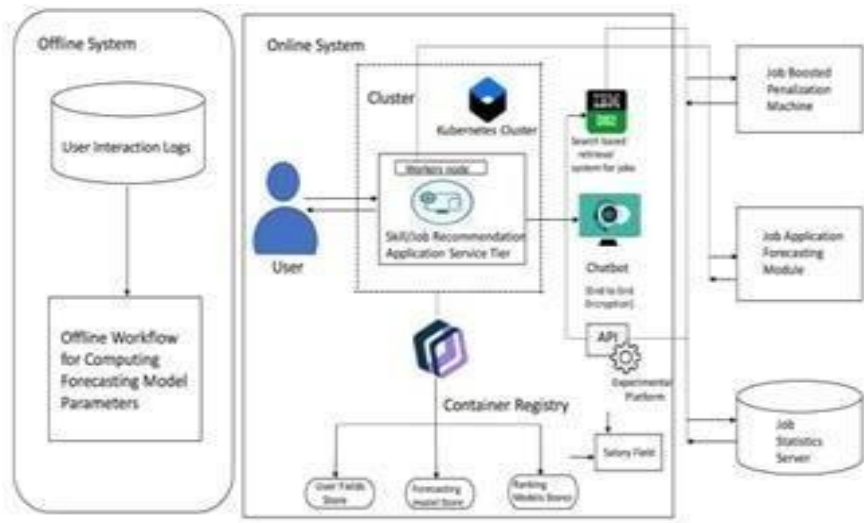 Offline System
User Interaction Logs
Offline Workflow
for Computing
Forecasting Model
Parameters
Online System
Cluster
Kubernetes Cluster
Workers node
Skill/Job Recommendation
Application Service Tier
User
IBM
DB2
Search based
retrieval
system for jobs
Chatbot
(End to End
Encryption)
API
Experimental
Platform
Container Registry
User Fields
Store
Forecasting
model Store
Ranking
Models Stores
Salary Field
Job Boosted
Penalization
Machine
Job Application
Forecasting
Module
Job
Statistics
Server